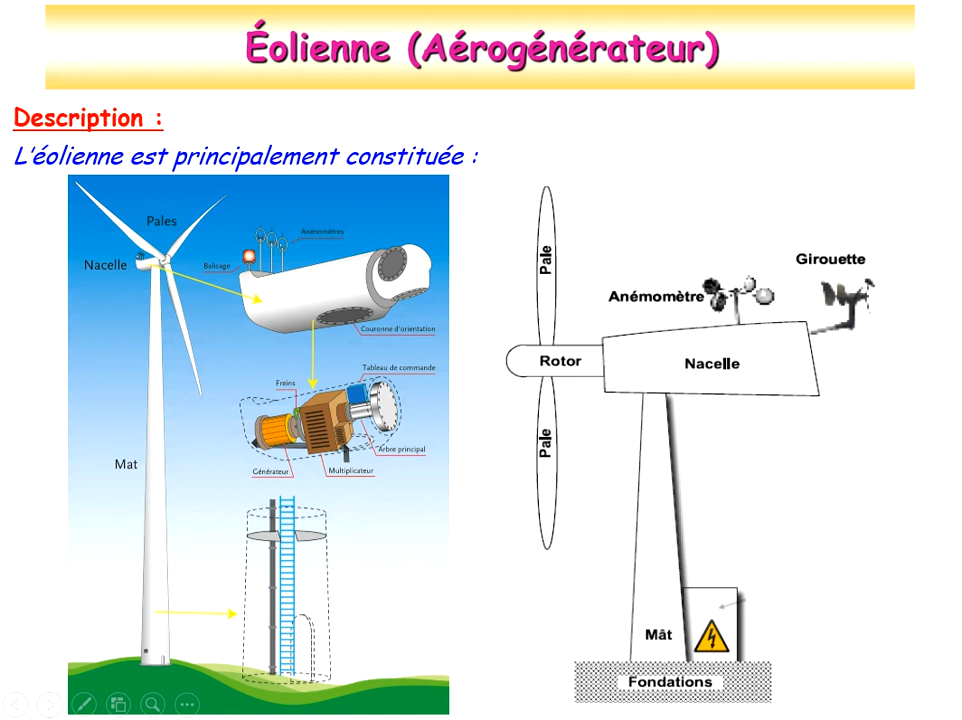 Éolienne (Aérogénérateur)
Description :
L'éolienne est principalement constituée :
Pales
Nacelle
Anénomètres
Balisage
Couronne d'orientation
Tableau de commande
Freins
Arbre principal
Générateur
Multiplicateur
Mat
Pale
Girouette
Anémomètre
Rotor
Nacelle
Pale
Mât
Fondations